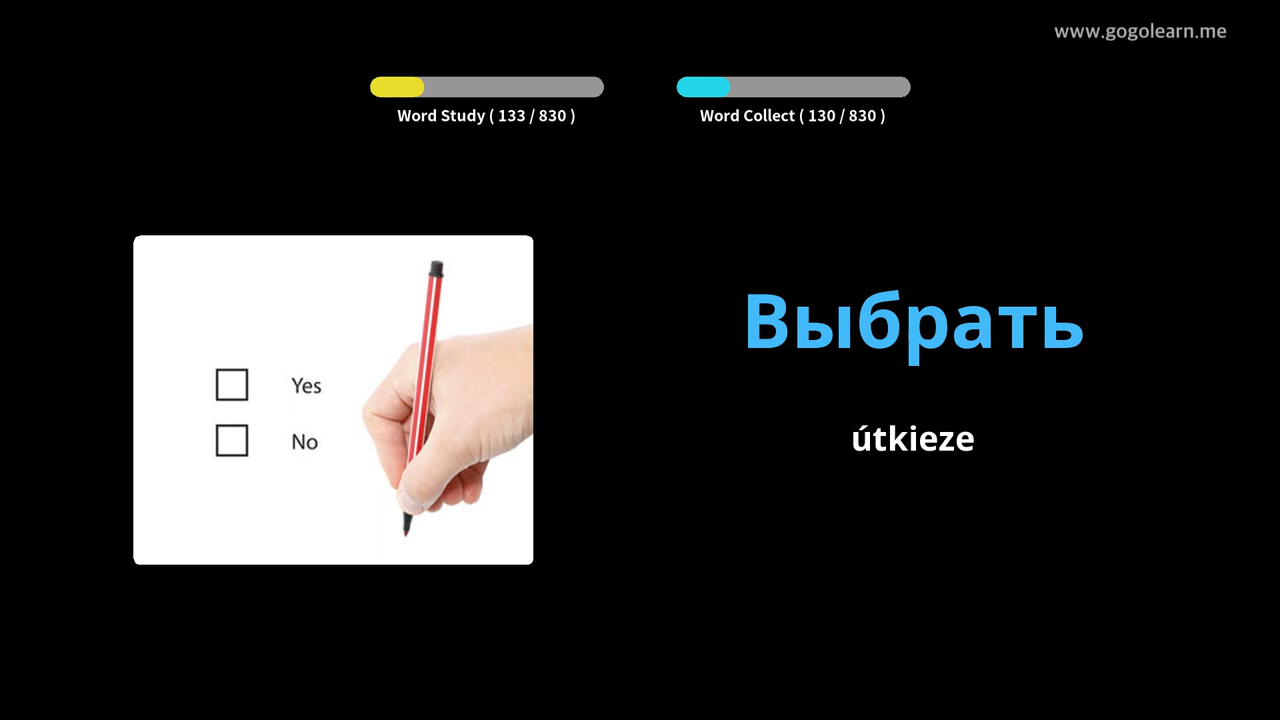 www.gogolearn.me
Word Study ( 133 / 830 )
Word Collect ( 130 / 830 )
Yes
No
Выбрать
útkieze